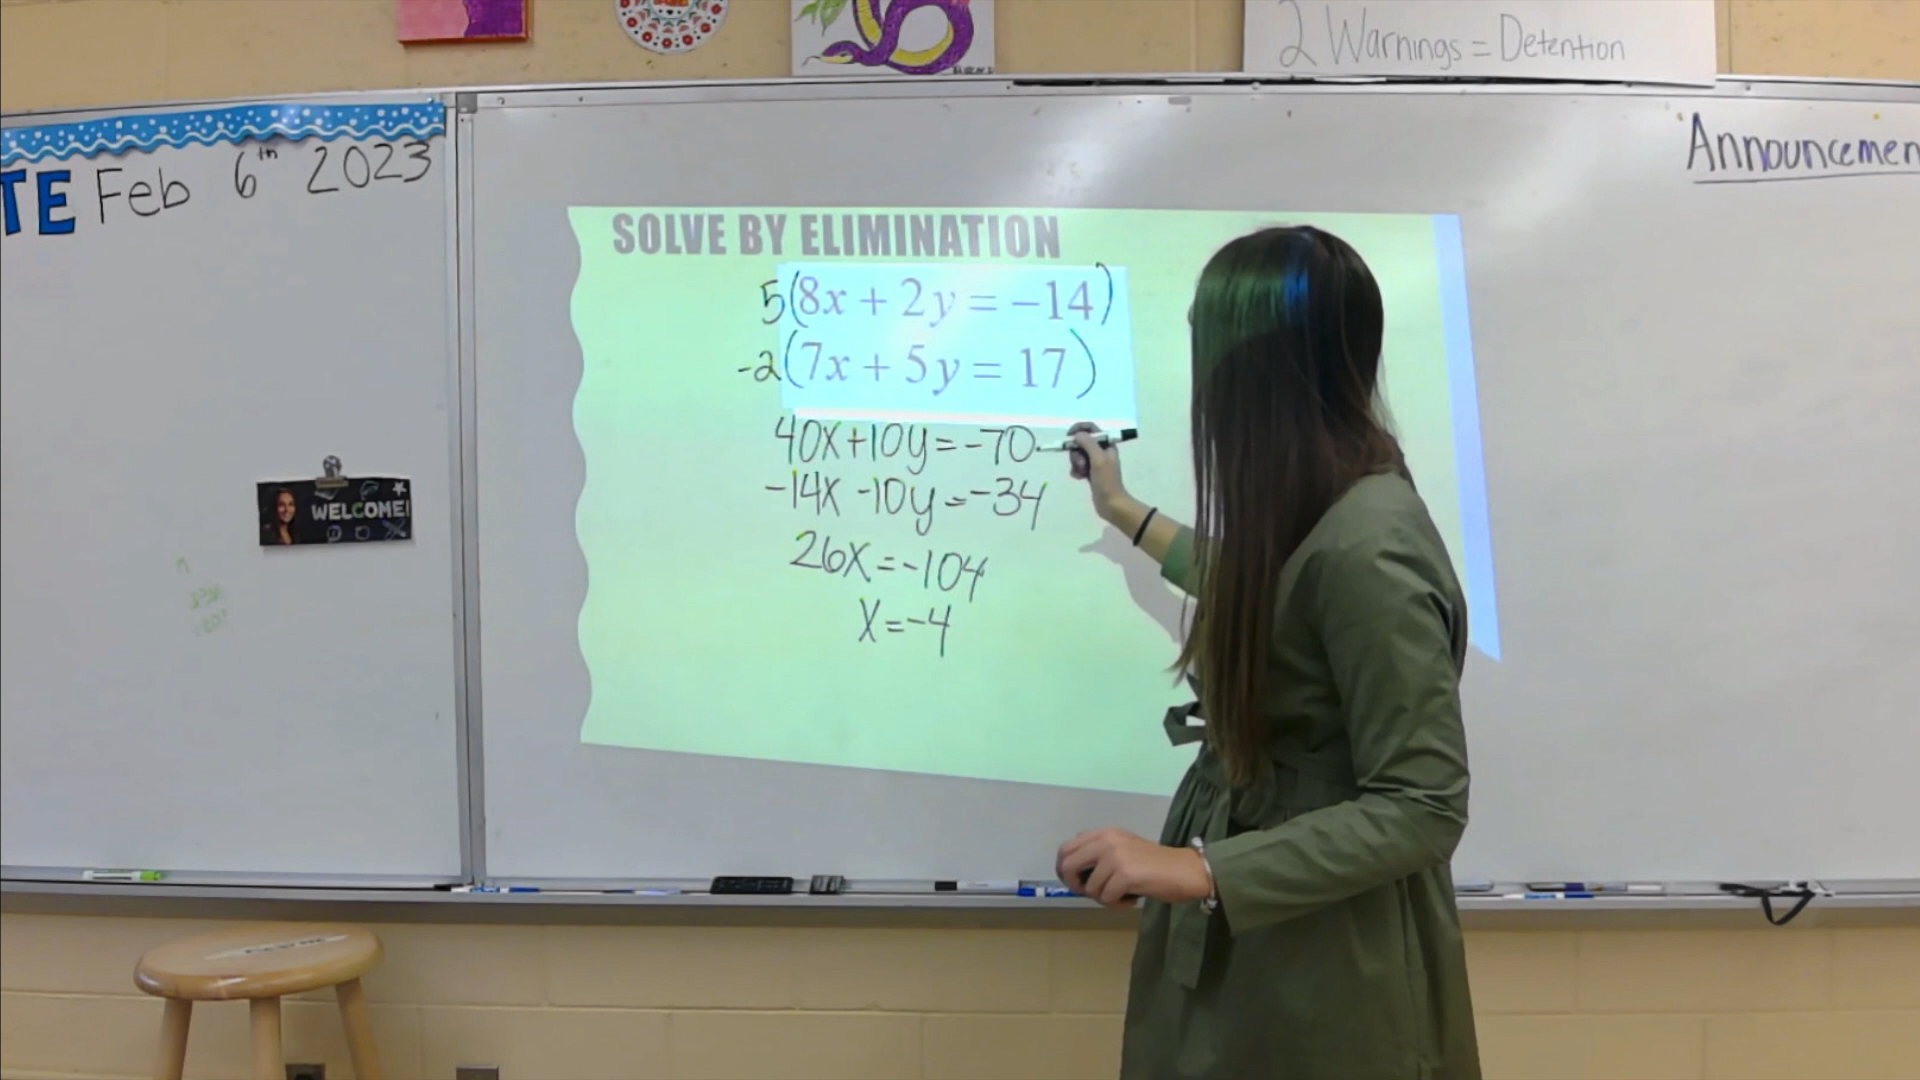 2 Warnings = Detention
TE Feb 6th 2023
Announcemen
SOLVE BY ELIMINATION
5(8x + 2y = -14)
-2(7x + 5y = 17)
40x+10y=-70
-14x -10y=-34
26x=-104
x=-4
WELCOME!